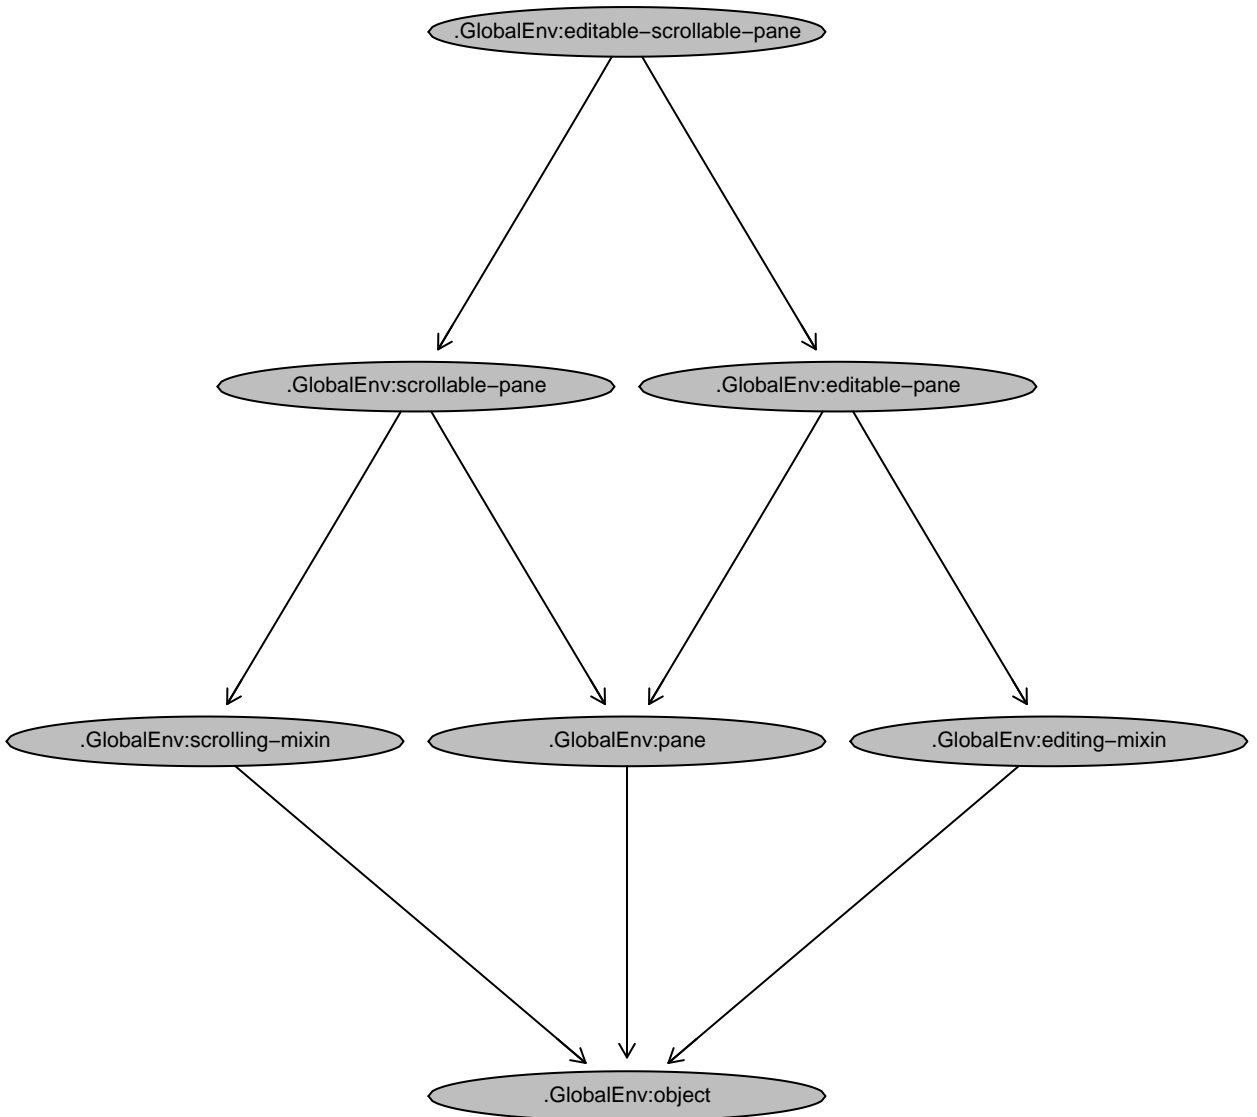 .GlobalEnv:editable−scrollable−pane
.GlobalEnv:scrollable−pane
.GlobalEnv:editable−pane
.GlobalEnv:scrolling−mixin
.GlobalEnv:pane
.GlobalEnv:editing−mixin
.GlobalEnv:object